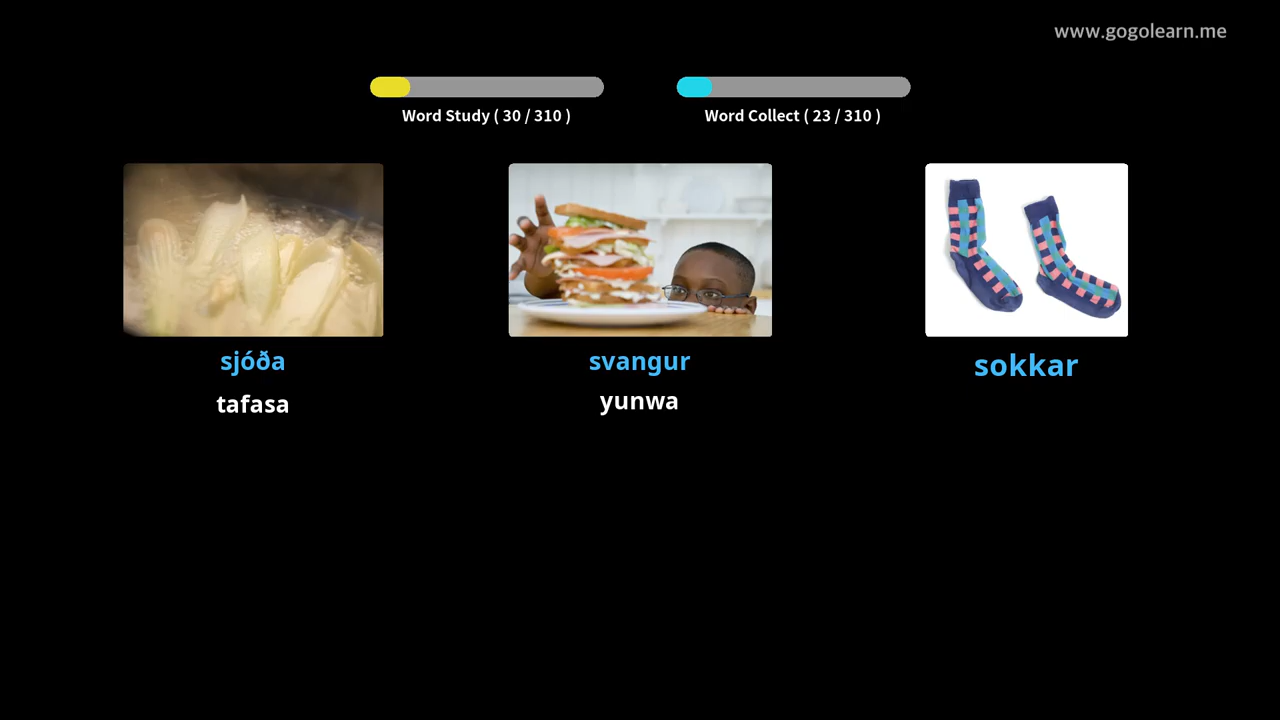 www.gogolearn.me
Word Study ( 30 / 310 )
Word Collect ( 23 / 310 )
sjóða
svangur
sokkar
tafasa
yunwa